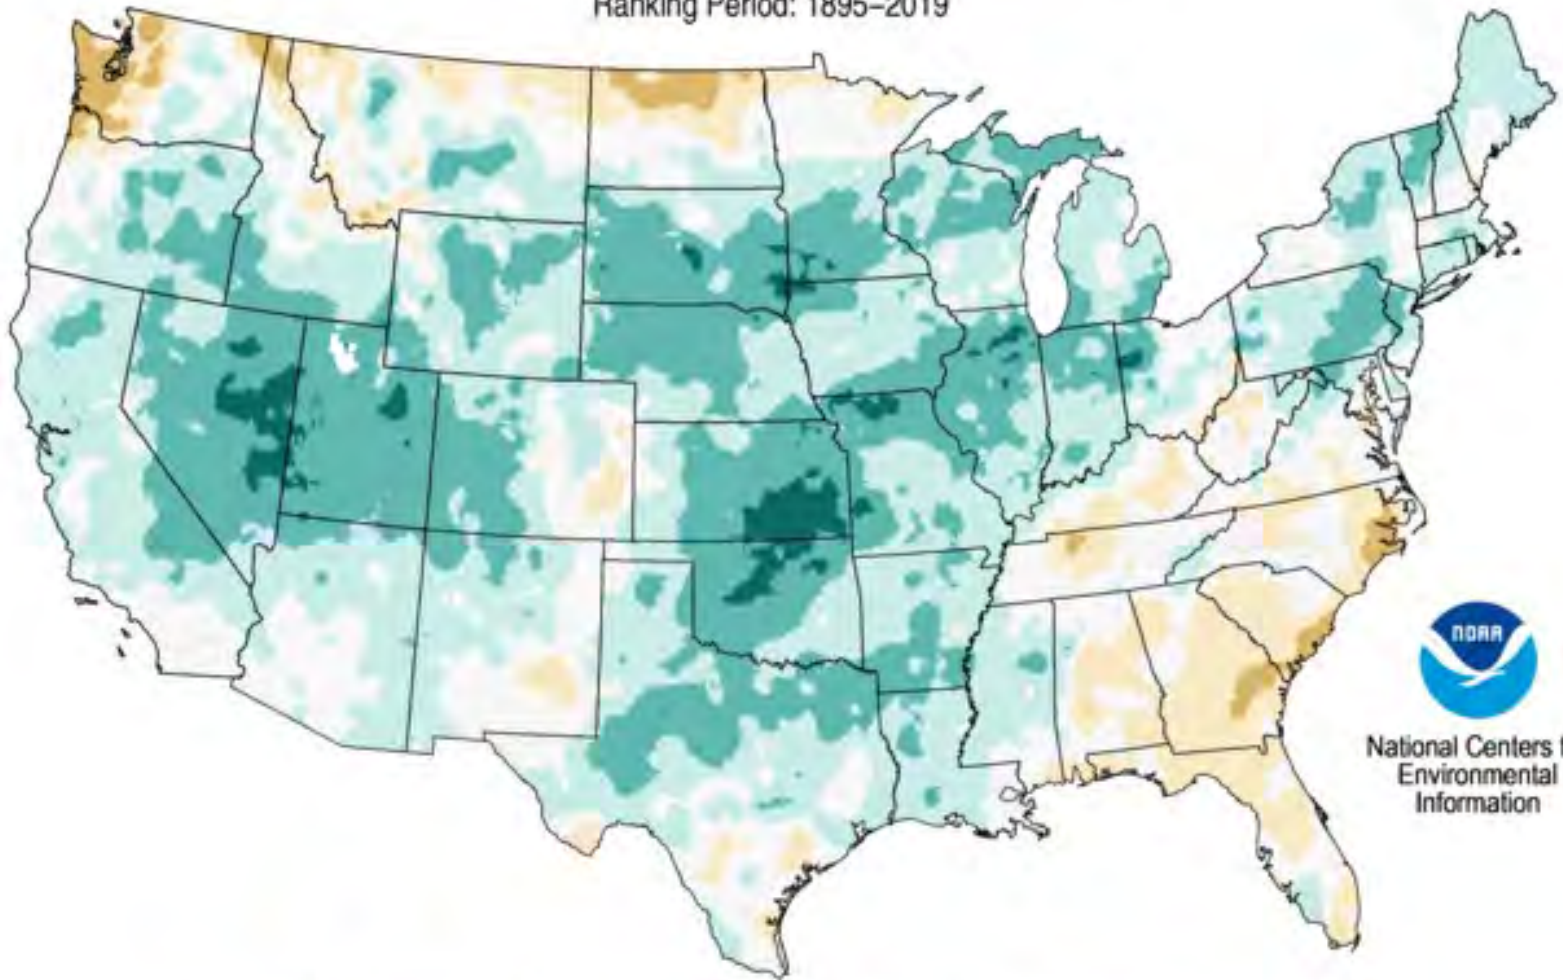 Ranking Period: 1895–2019
NOAA
National Centers f
Environmental
Information